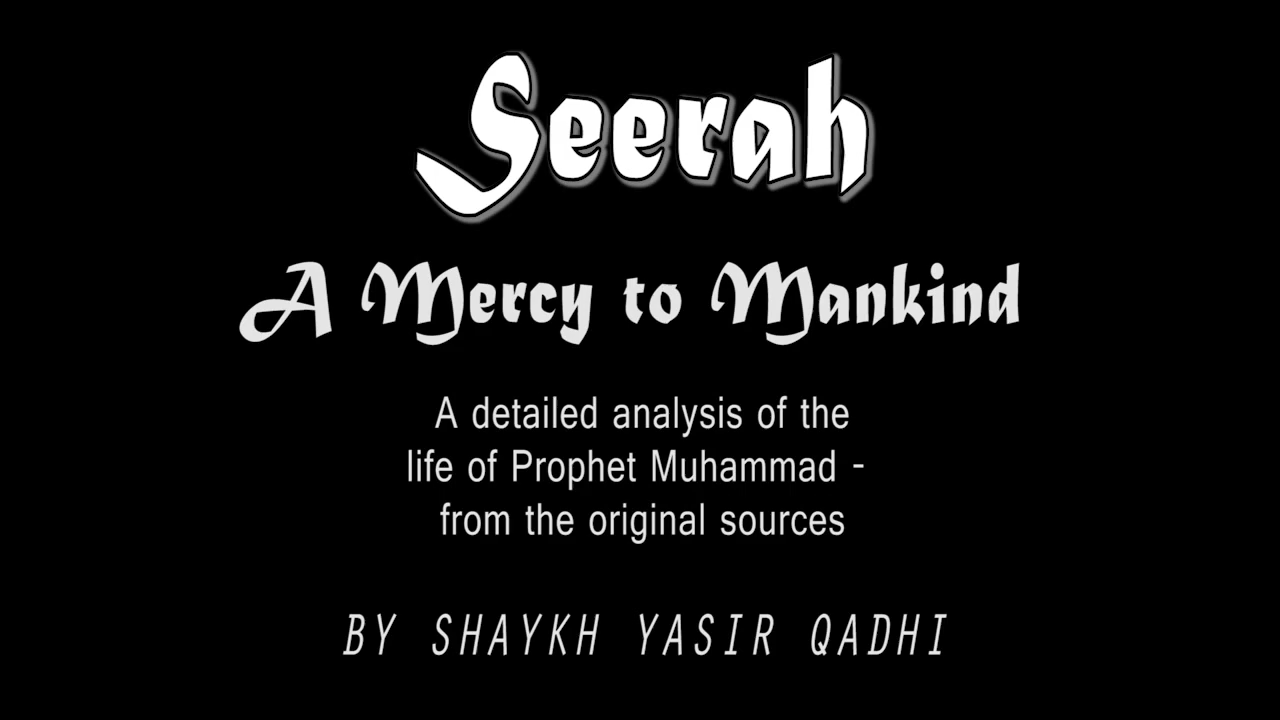 Seerah
A Mercy to Mankind
A detailed analysis of the
life of Prophet Muhammad -
from the original sources
BY SHAYKH YASIR QADHI